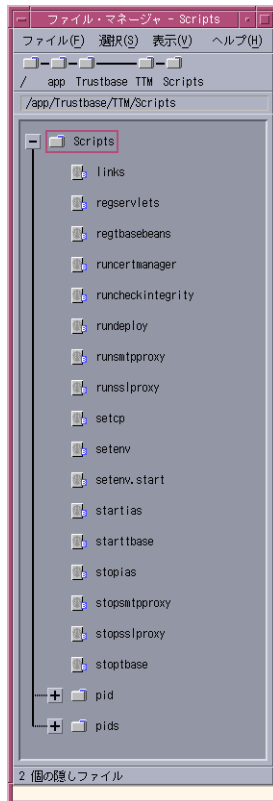 ファイル・マネージャ - Scripts
ファイル(F) 選択(S) 表示(V) ヘルプ(H)
/ app Trustbase TTM Scripts
/app/Trustbase/TTM/Scripts
Scripts
links
regservlets
regtbasebeans
runcertmanager
runcheckintegrity
rundeploy
runsmtpproxy
runsslproxy
setcp
setenv
setenv.start
startias
starttbase
stopias
stopsmtpproxy
stopsslproxy
stoptbase
pid
pids
2 個の隠しファイル